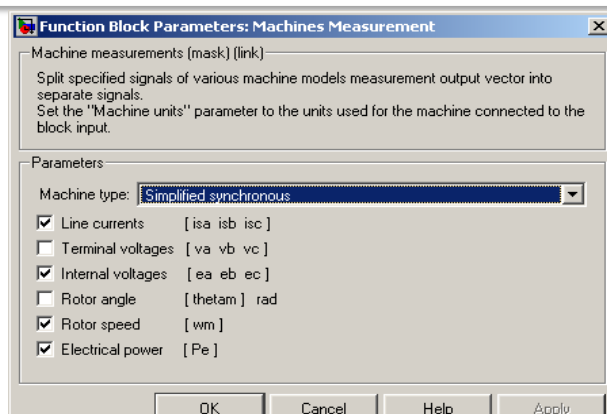 Function Block Parameters: Machines Measurement
Machine measurements (mask) (link)
Split specified signals of various machine models measurement output vector into
separate signals.
Set the "Machine units" parameter to the units used for the machine connected to the
block input.
Parameters
Machine type: Simplified synchronous
Line currents [ isa isb isc ]
Terminal voltages [ va vb vc ]
Internal voltages [ ea eb ec ]
Rotor angle [ thetam ] rad
Rotor speed [ wm ]
Electrical power [ Pe ]
OK Cancel Help Apply